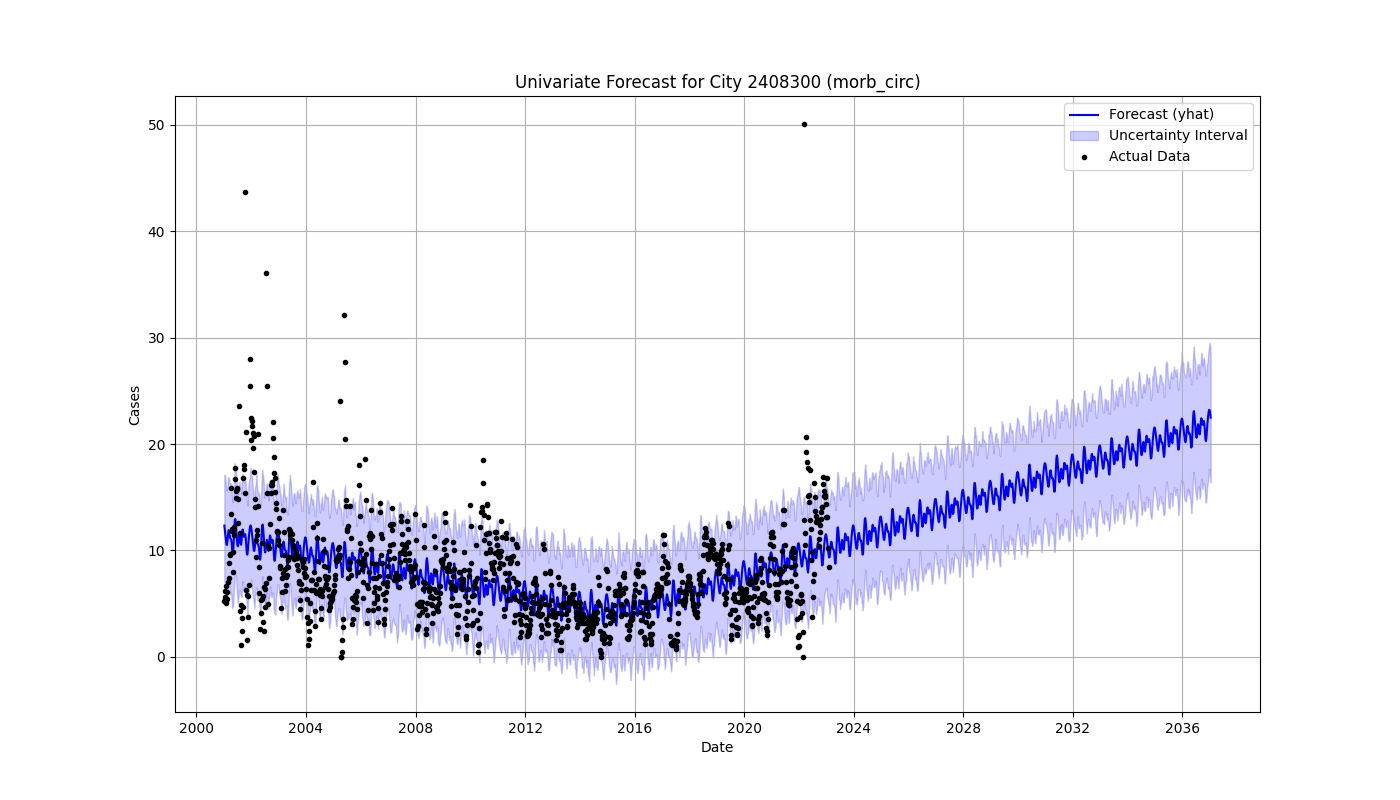 Univariate Forecast for City 2408300 (morb_circ)
Forecast (yhat)
Uncertainty Interval
Actual Data
50
40
30
20
10
0
Cases
2000 2004 2008 2012 2016 2020 2024 2028 2032 2036
Date